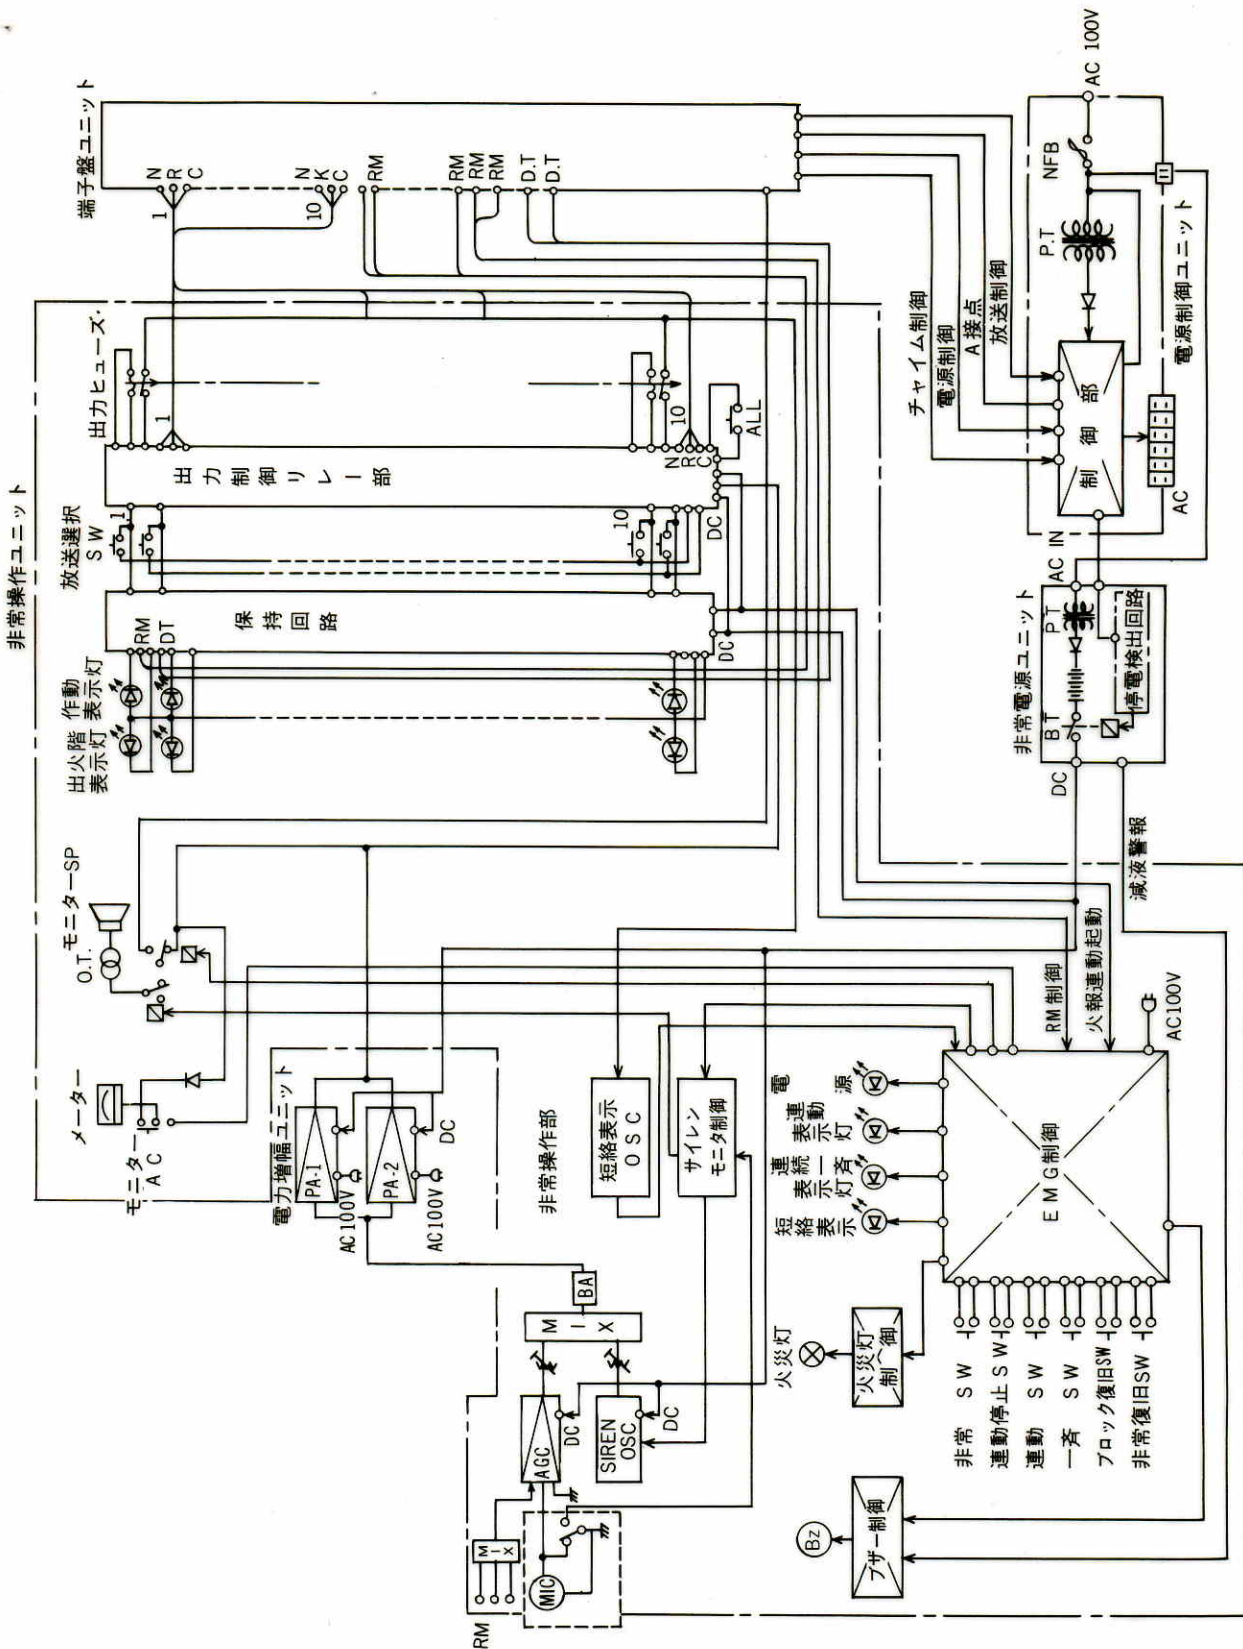 非常操作ユニット
端子盤ユニット
N
R
C
1
N
K
C
10
RM
RM
RM
RM
D.T
D.T
出力ヒューズ
1
10
N
R
C
ALL
出力制御リレー部
DC
放送選択
SW
1
10
保持回路
RM
DT
DC
作動
表示灯
出火階
表示灯
モニターSP
O.T.
メーター
モニター
AC
電力増幅ユニット
PA-1
AC100V
PA-2
AC100V
DC
非常操作部
短絡表示
OSC
サイレン
モニタ制御
BA
MIX
AGC
DC
SIREN
OSC
DC
MIX
RM
MIC
チャイム制御
電源制御
A接点
放送制御
AC 100V
NFB
P.T
制御部
電源制御ユニット
AC
AC IN
非常電源ユニット
PT
BT
停電検出回路
DC
減液警報
RM制御
火報連動起動
AC100V
EMG制御
電源
連動
表示灯
連続一斉
表示灯
短絡
表示
火災灯
火災灯
制御
非常 SW
連動停止SW
連動 SW
一斉 SW
ブロック復旧SW
非常復旧SW
Bz
ブザー制御